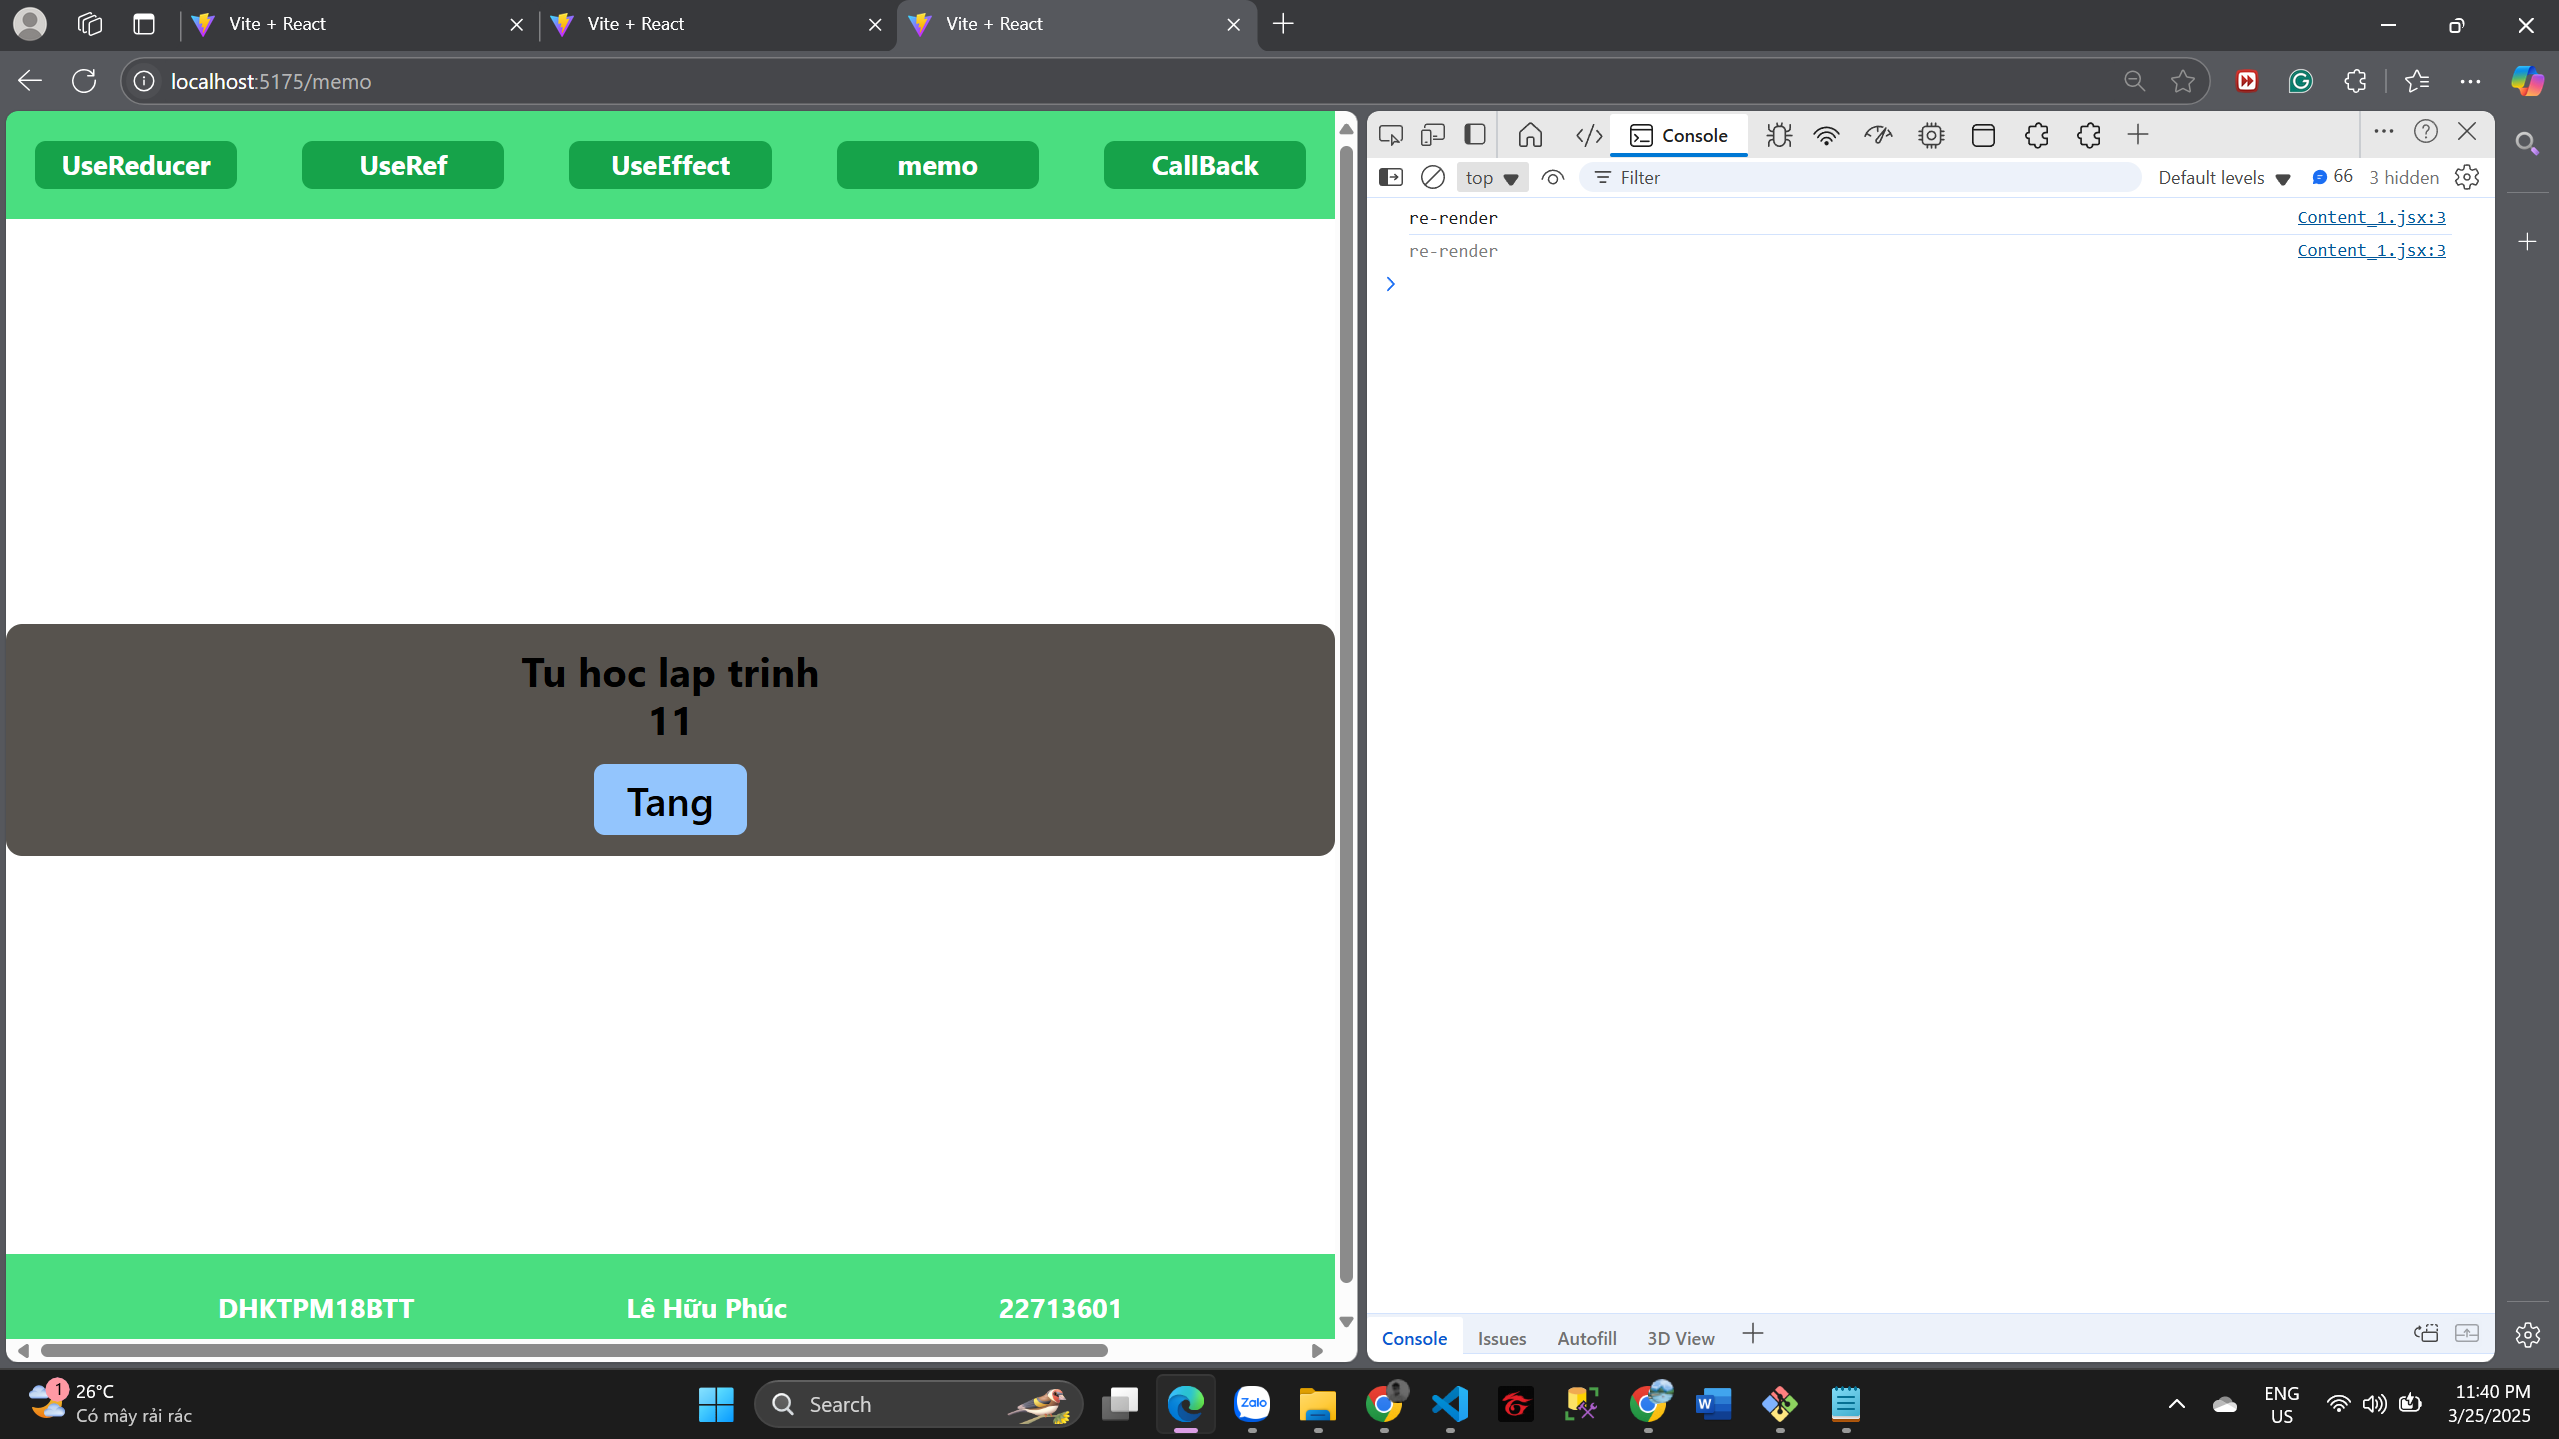 Vite + React
Vite + React
Vite + React
localhost:5175/memo
UseReducer
UseRef
UseEffect
memo
CallBack
Tu hoc lap trinh
11
Tang
DHKTPM18BTT
Lê Hữu Phúc
22713601
Console
top
Filter
Default levels
66
3 hidden
re-render
Content_1.jsx:3
re-render
Content_1.jsx:3
Console
Issues
Autofill
3D View
1
26°C
Có mây rải rác
Search
Zalo
W
ENG
US
11:40 PM
3/25/2025